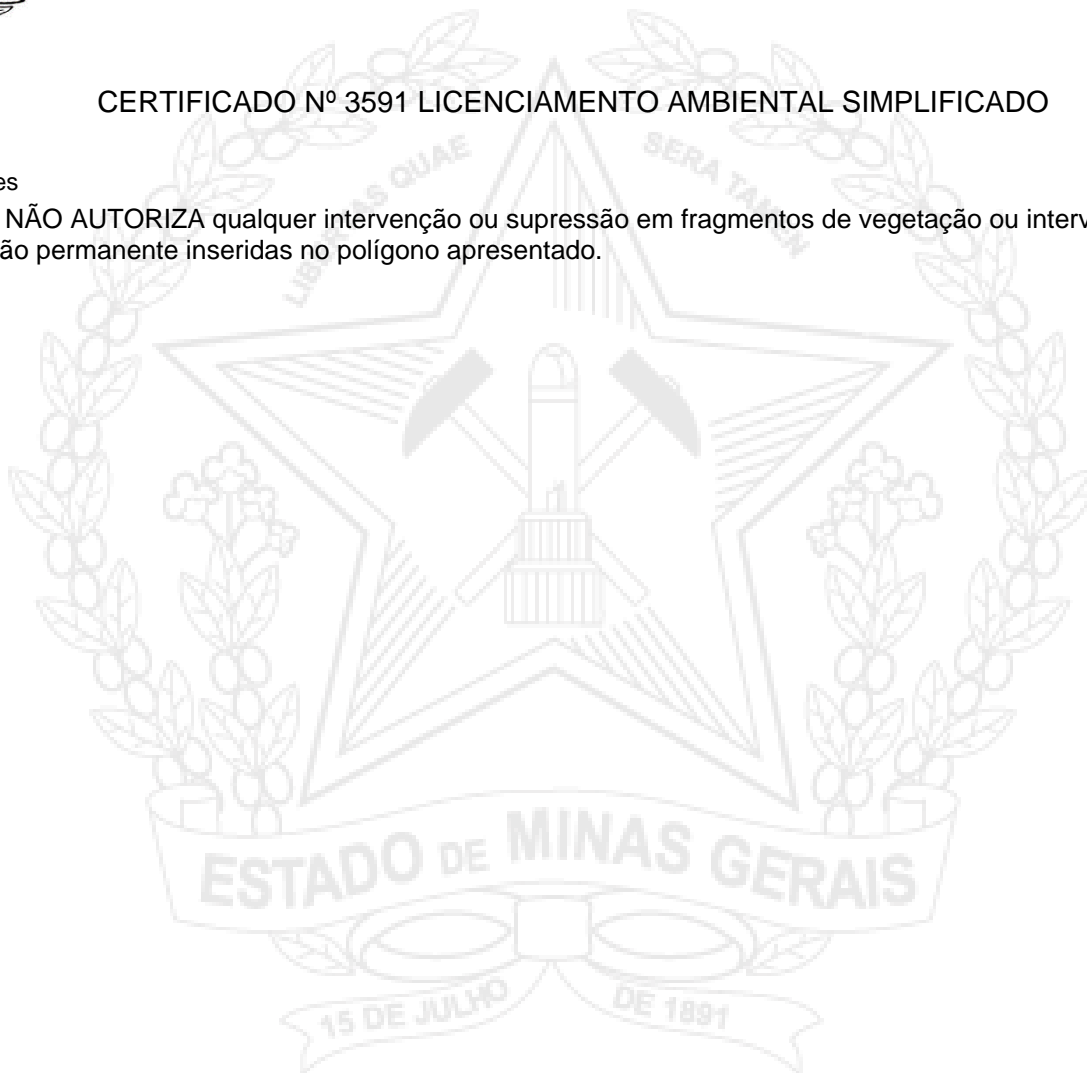 CERTIFICADO Nº 3591 LICENCIAMENTO AMBIENTAL SIMPLIFICADO
es
NÃO AUTORIZA qualquer intervenção ou supressão em fragmentos de vegetação ou interv
ão permanente inseridas no polígono apresentado.
LIBERTAS QUAE SERA TAMEN
ESTADO DE MINAS GERAIS
15 DE JULHO DE 1891